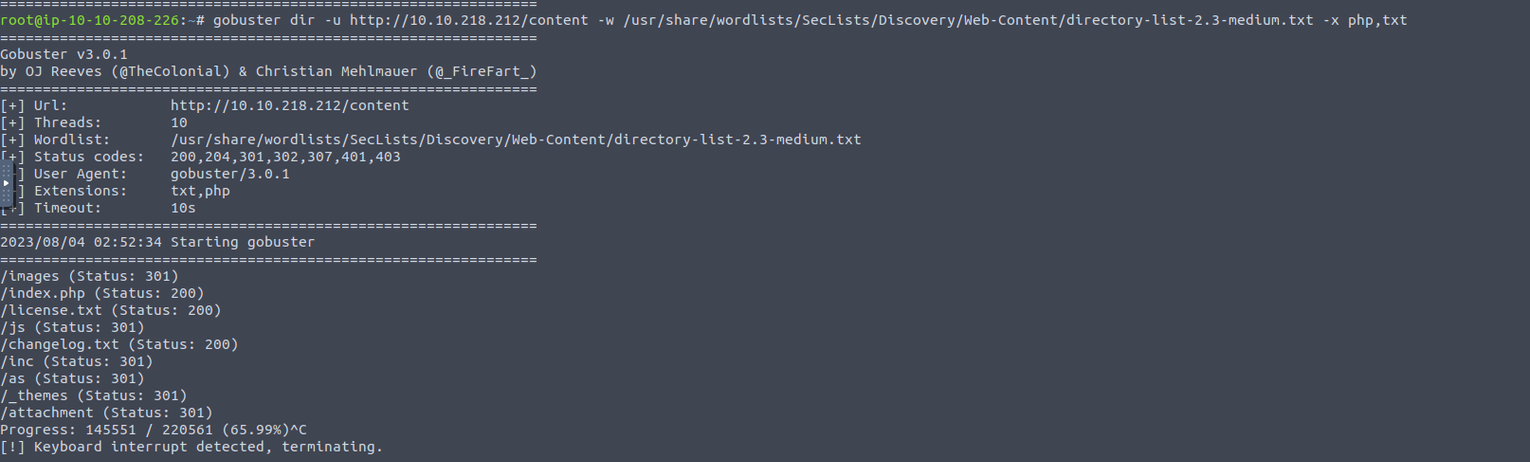 ==============================================================
root@ip-10-10-208-226:~# gobuster dir -u http://10.10.218.212/content -w /usr/share/wordlists/SecLists/Discovery/Web-Content/directory-list-2.3-medium.txt -x php,txt
===============================================================
Gobuster v3.0.1
by OJ Reeves (@TheColonial) & Christian Mehlmauer (@_FireFart_)
===============================================================
[+] Url:            http://10.10.218.212/content
[+] Threads:        10
[+] Wordlist:       /usr/share/wordlists/SecLists/Discovery/Web-Content/directory-list-2.3-medium.txt
[+] Status codes:   200,204,301,302,307,401,403
] User Agent:     gobuster/3.0.1
] Extensions:     txt,php
[+] Timeout:        10s
===============================================================
2023/08/04 02:52:34 Starting gobuster
===============================================================
/images (Status: 301)
/index.php (Status: 200)
/license.txt (Status: 200)
/js (Status: 301)
/changelog.txt (Status: 200)
/inc (Status: 301)
/as (Status: 301)
/_themes (Status: 301)
/attachment (Status: 301)
Progress: 145551 / 220561 (65.99%)^C
[!] Keyboard interrupt detected, terminating.